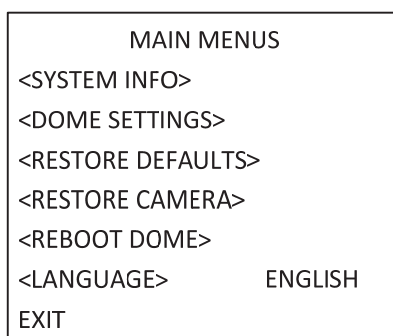 MAIN MENUS
<SYSTEM INFO>
<DOME SETTINGS>
<RESTORE DEFAULTS>
<RESTORE CAMERA>
<REBOOT DOME>
<LANGUAGE> ENGLISH
EXIT